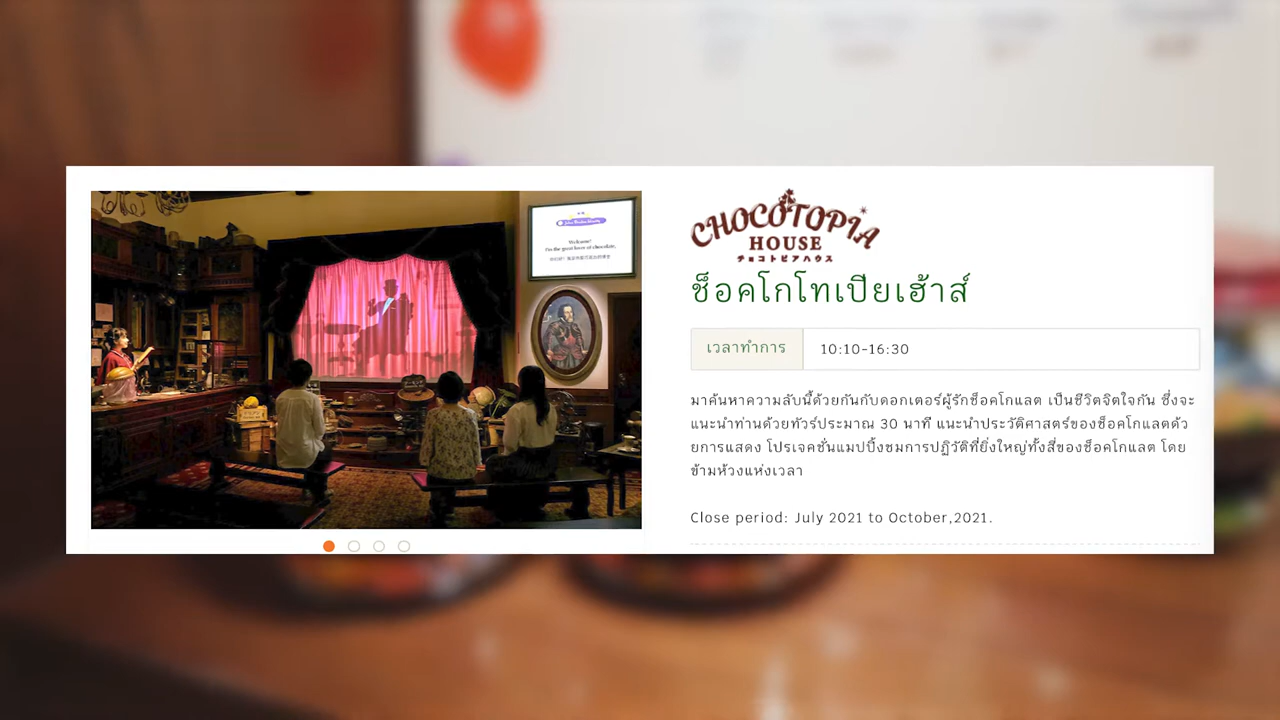 Welcome!
I'm the great lover of chocolate,
CHOCOTOPIA
HOUSE
チョコトピアハウス
ช็อคโกโทเปียเฮ้าส์
เวลาทำการ
10:10-16:30
มาค้นหาความลับนี้ด้วยกันกับดอกเตอร์ผู้รักช็อคโกแลต เป็นชีวิตจิตใจกัน ซึ่งจะ
แนะนำท่านด้วยทัวร์ประมาณ 30 นาที แนะนำประวัติศาสตร์ของช็อคโกแลตด้ว
ยการแสดง โปรเจคชั่นแมปปิ้งชมการปฏิวัติที่ยิ่งใหญ่ทั้งสี่ของช็อคโกแลต โดย
ข้ามห้วงแห่งเวลา
Close period: July 2021 to October,2021.